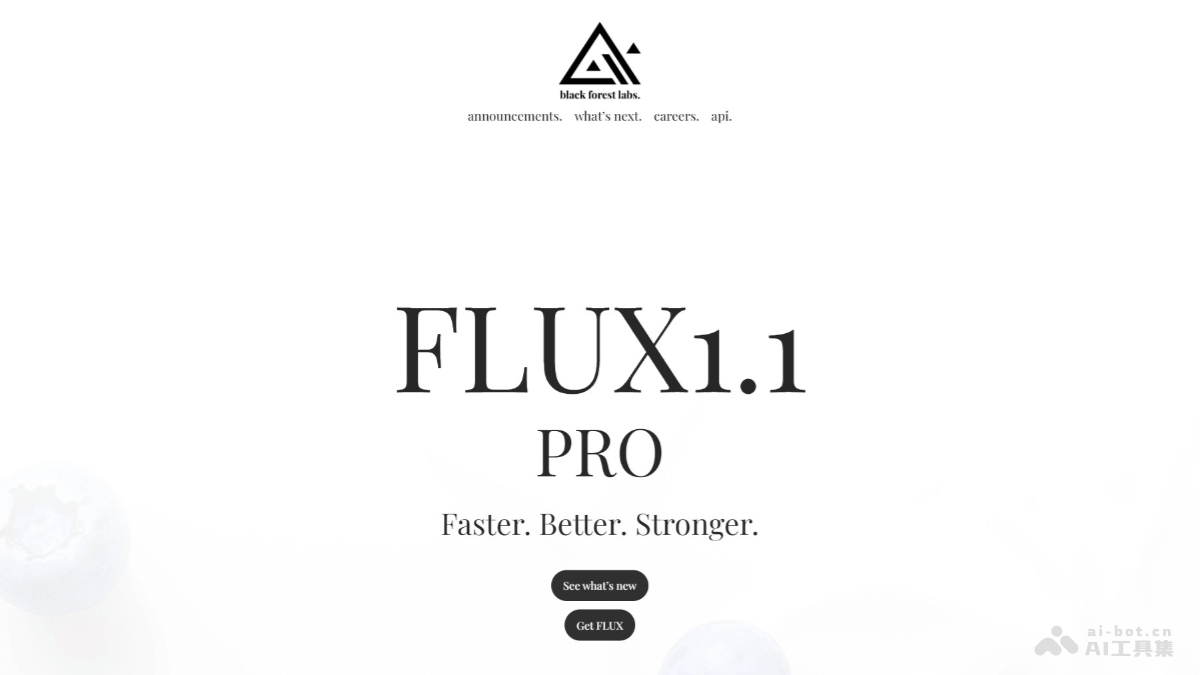 black forest labs.
announcements. what's next. careers. api.
FLUX1.1
PRO
Faster. Better. Stronger.
See what's new
Get FLUX
ai-bot.cn
AI工具集